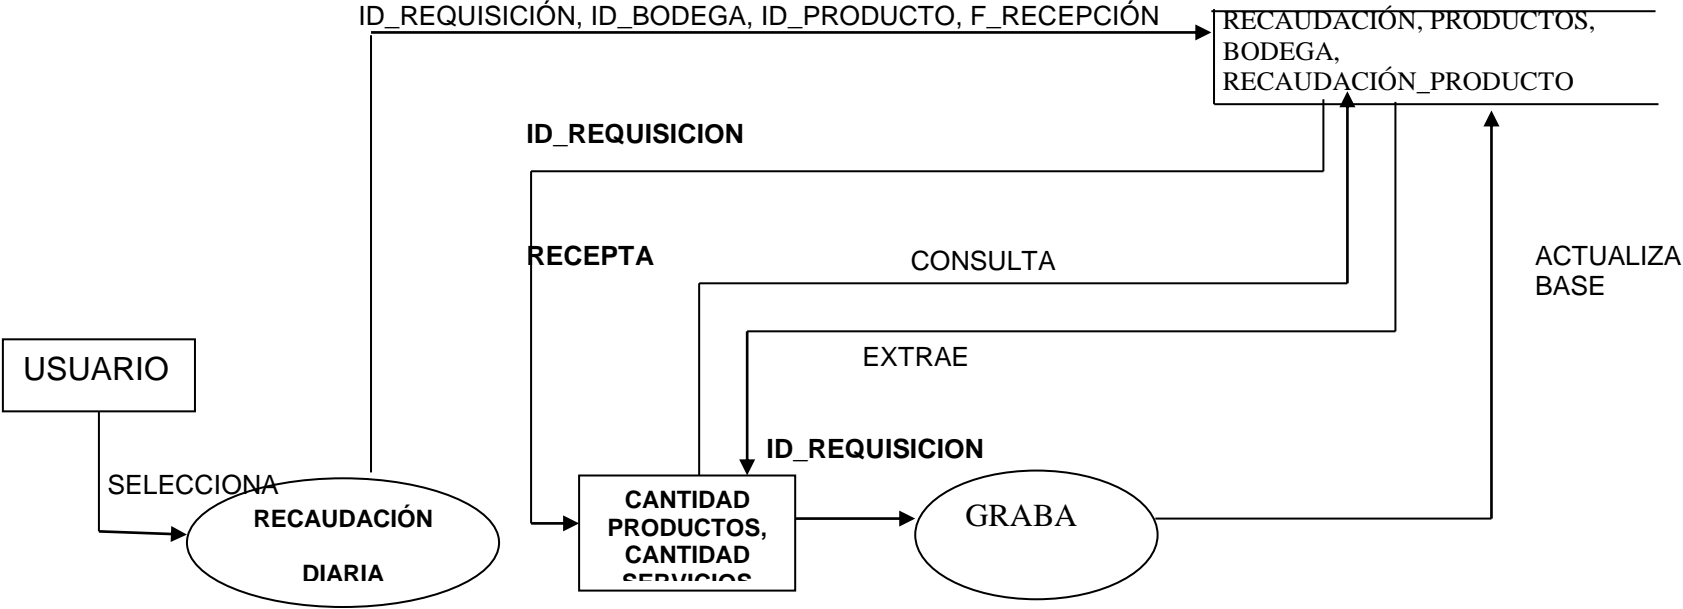 ID_REQUISICIÓN, ID_BODEGA, ID_PRODUCTO, F_RECEPCIÓN
RECAUDACIÓN, PRODUCTOS,
BODEGA,
RECAUDACIÓN_PRODUCTO
ID_REQUISICION
RECEPTA
CONSULTA
ACTUALIZA
BASE
EXTRAE
USUARIO
ID_REQUISICION
SELECCIONA
RECAUDACIÓN
DIARIA
CANTIDAD
PRODUCTOS,
CANTIDAD
SERVICIOS
GRABA